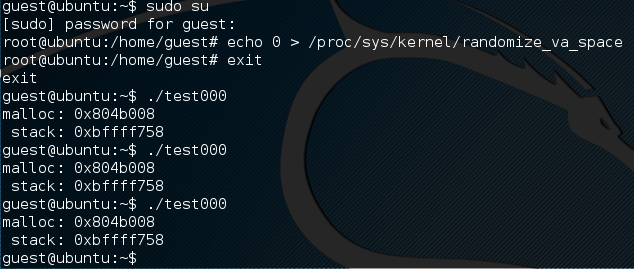 guest@ubuntu:~$ sudo su
[sudo] password for guest:
root@ubuntu:/home/guest# echo 0 > /proc/sys/kernel/randomize_va_space
root@ubuntu:/home/guest# exit
exit
guest@ubuntu:~$ ./test000
malloc: 0x804b008
 stack: 0xbffff758
guest@ubuntu:~$ ./test000
malloc: 0x804b008
 stack: 0xbffff758
guest@ubuntu:~$ ./test000
malloc: 0x804b008
 stack: 0xbffff758
guest@ubuntu:~$